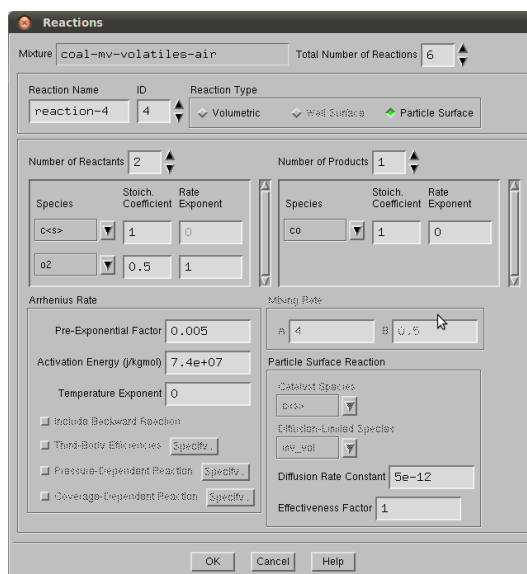 Reactions
Mixture coal-mv-volatiles-air Total Number of Reactions 6
Reaction Name ID Reaction Type
reaction-4 4 Volumetric Wall Surface Particle Surface
Number of Reactants 2 Number of Products 1
Species Stoich. Coefficient Rate Exponent Species Stoich. Coefficient Rate Exponent
c<s> 1 0 co 1 0
o2 0.5 1
Arrhenius Rate Mixing Rate
Pre-Exponential Factor 0.005 A 4 B 0.5
Activation Energy (j/kgmol) 7.4e+07 Particle Surface Reaction
Temperature Exponent 0 Catalyst Species
Include Backward Reaction c<s>
Third-Body Efficiencies Specify.. Diffusion-Limited Species
mv_vol
Pressure-Dependent Reaction Specify.. Diffusion Rate Constant 5e-12
Coverage-Dependent Reaction Specify.. Effectiveness Factor 1
OK Cancel Help